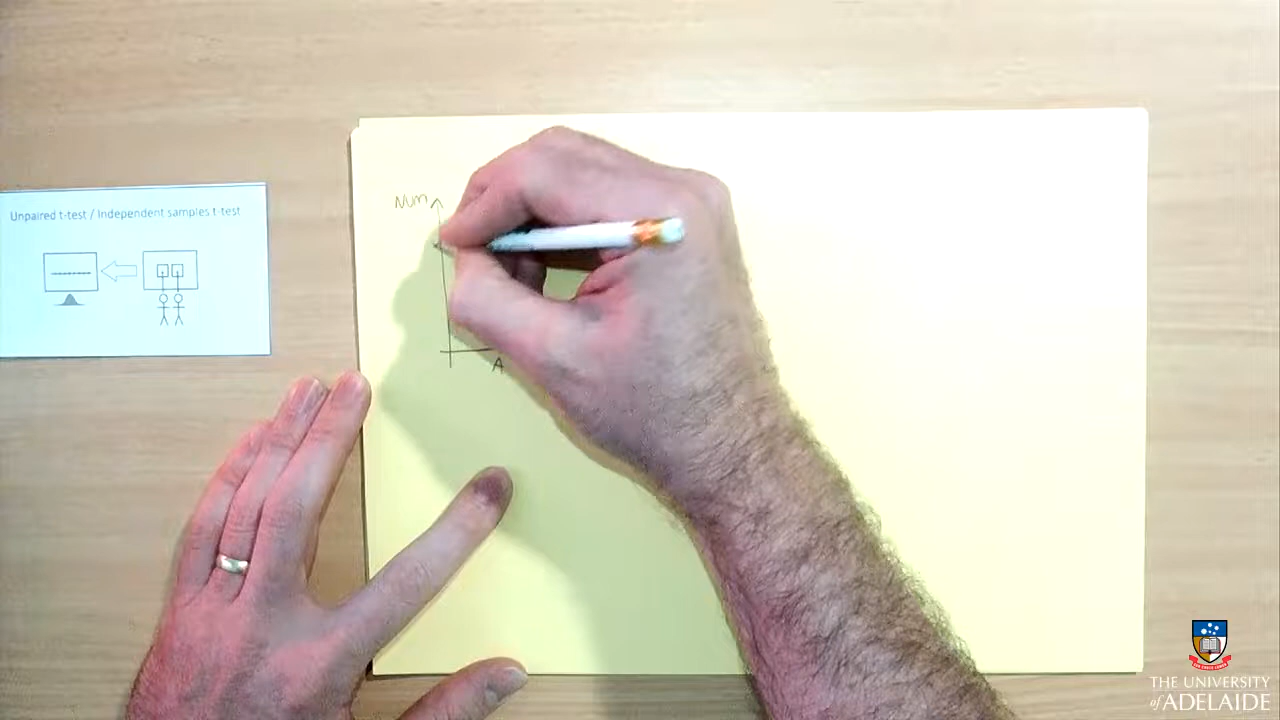 Unpaired t-test / Independent samples t-test
Num
A
THE UNIVERSITY
of ADELAIDE